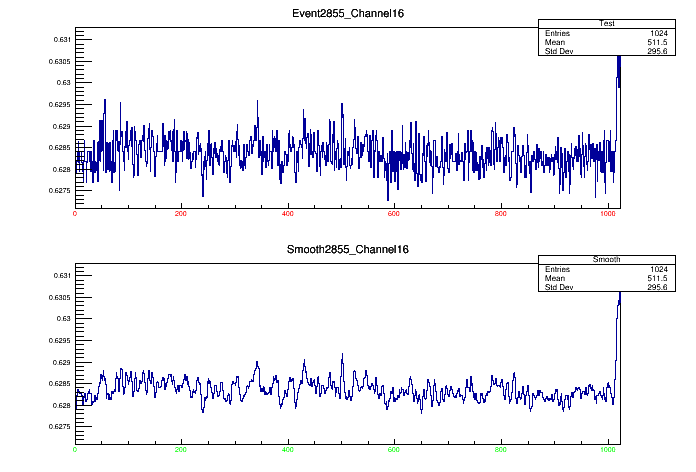 Event2855_Channel16
Test
Entries 1024
Mean 511.5
Std Dev 295.6
0.631
0.6305
0.63
0.6295
0.629
0.6285
0.628
0.6275
0 200 400 600 800 1000
Smooth2855_Channel16
Smooth
Entries 1024
Mean 511.5
Std Dev 295.6
0.631
0.6305
0.63
0.6295
0.629
0.6285
0.628
0.6275
0 200 400 600 800 1000